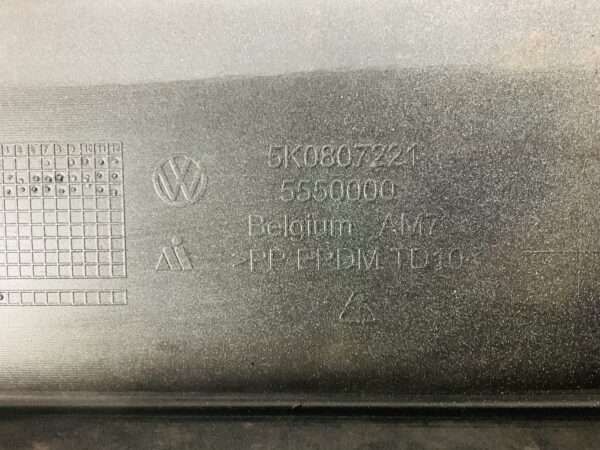 5K0807221
5550000
Belgium AM7
>PP EPDM TD10<